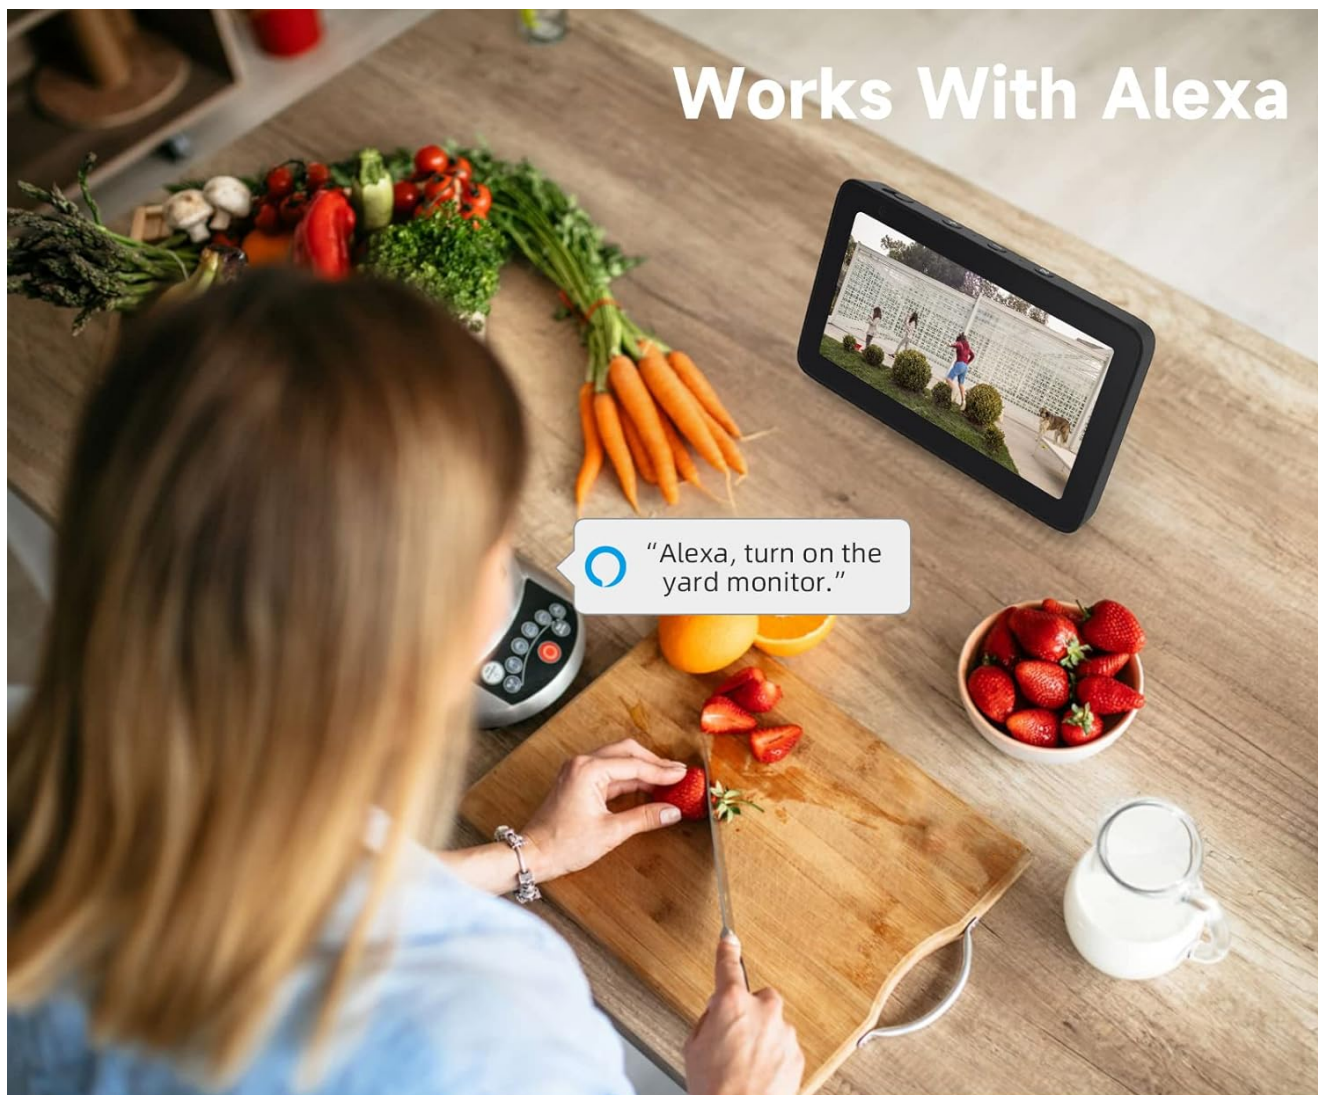 Works With Alexa
“Alexa, turn on the
yard monitor.”